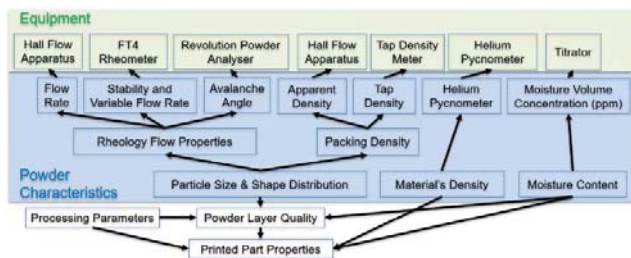 Equipment
Hall Flow Apparatus
FT4 Rheometer
Revolution Powder Analyser
Hall Flow Apparatus
Tap Density Meter
Helium Pycnometer
Titrator
Flow Rate
Stability and Variable Flow Rate
Avalanche Angle
Apparent Density
Tap Density
Helium Pycnometer
Moisture Volume Concentration (ppm)
Rheology Flow Properties
Packing Density
Powder Characteristics
Particle Size & Shape Distribution
Material's Density
Moisture Content
Processing Parameters
Powder Layer Quality
Printed Part Properties